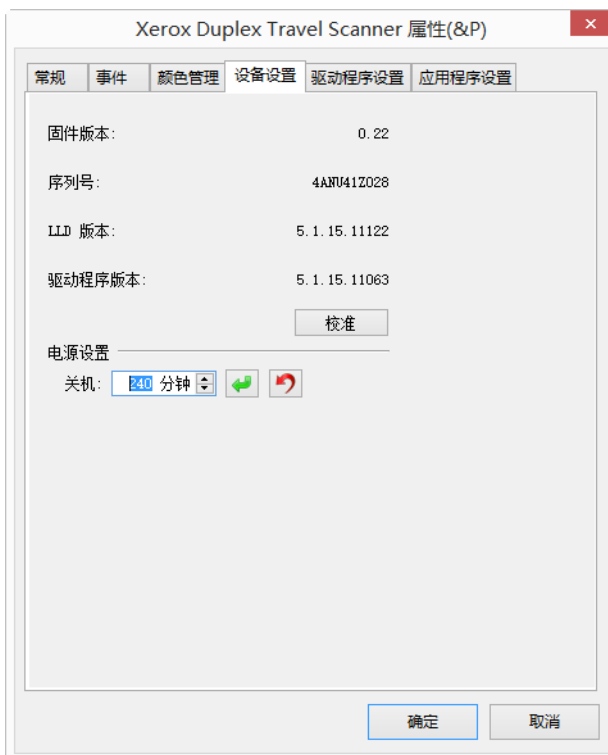 Xerox Duplex Travel Scanner 属性(&P)
常规 事件 颜色管理 设备设置 驱动程序设置 应用程序设置
固件版本: 0.22
序列号: 4ANU41Z028
LLD 版本: 5.1.15.11122
驱动程序版本: 5.1.15.11063
校准
电源设置
关机: 240 分钟
确定 取消